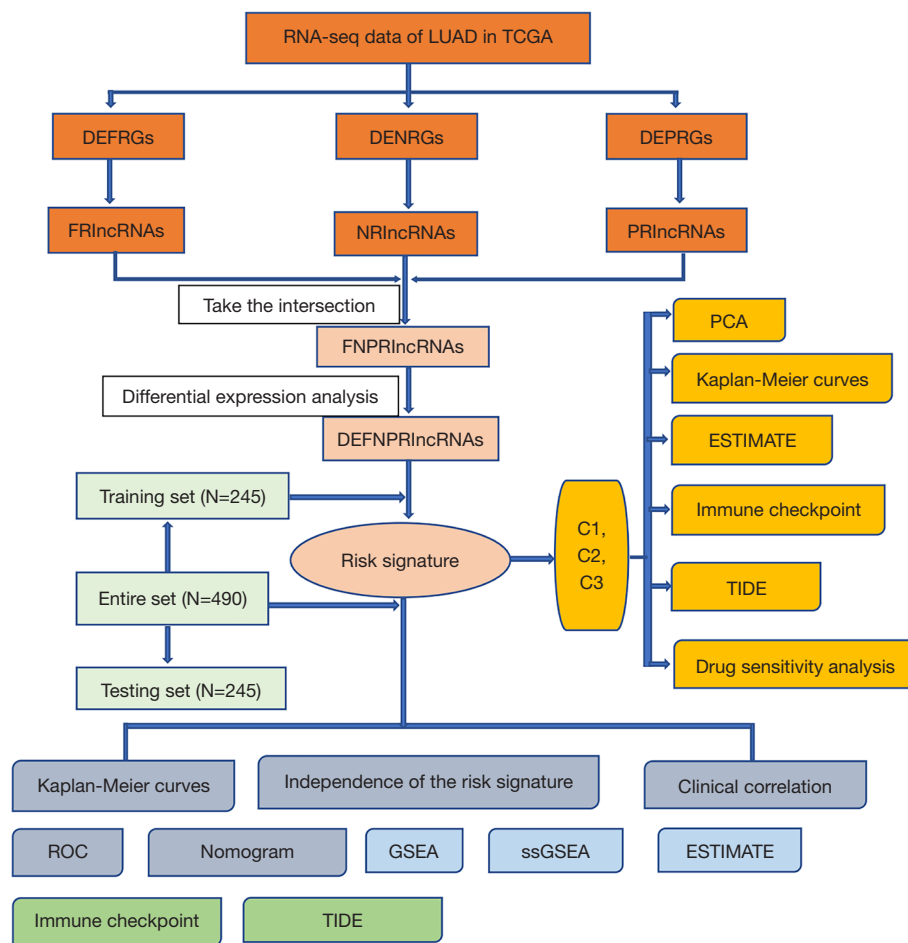 RNA-seq data of LUAD in TCGA
DEFRGs
DENRGs
DEPRGs
FRlncRNAs
NRlncRNAs
PRlncRNAs
Take the intersection
FNPRlncRNAs
Differential expression analysis
DEFNPRlncRNAs
Training set (N=245)
Entire set (N=490)
Testing set (N=245)
Risk signature
C1,
C2,
C3
PCA
Kaplan-Meier curves
ESTIMATE
Immune checkpoint
TIDE
Drug sensitivity analysis
Kaplan-Meier curves
Independence of the risk signature
Clinical correlation
ROC
Nomogram
GSEA
ssGSEA
ESTIMATE
Immune checkpoint
TIDE